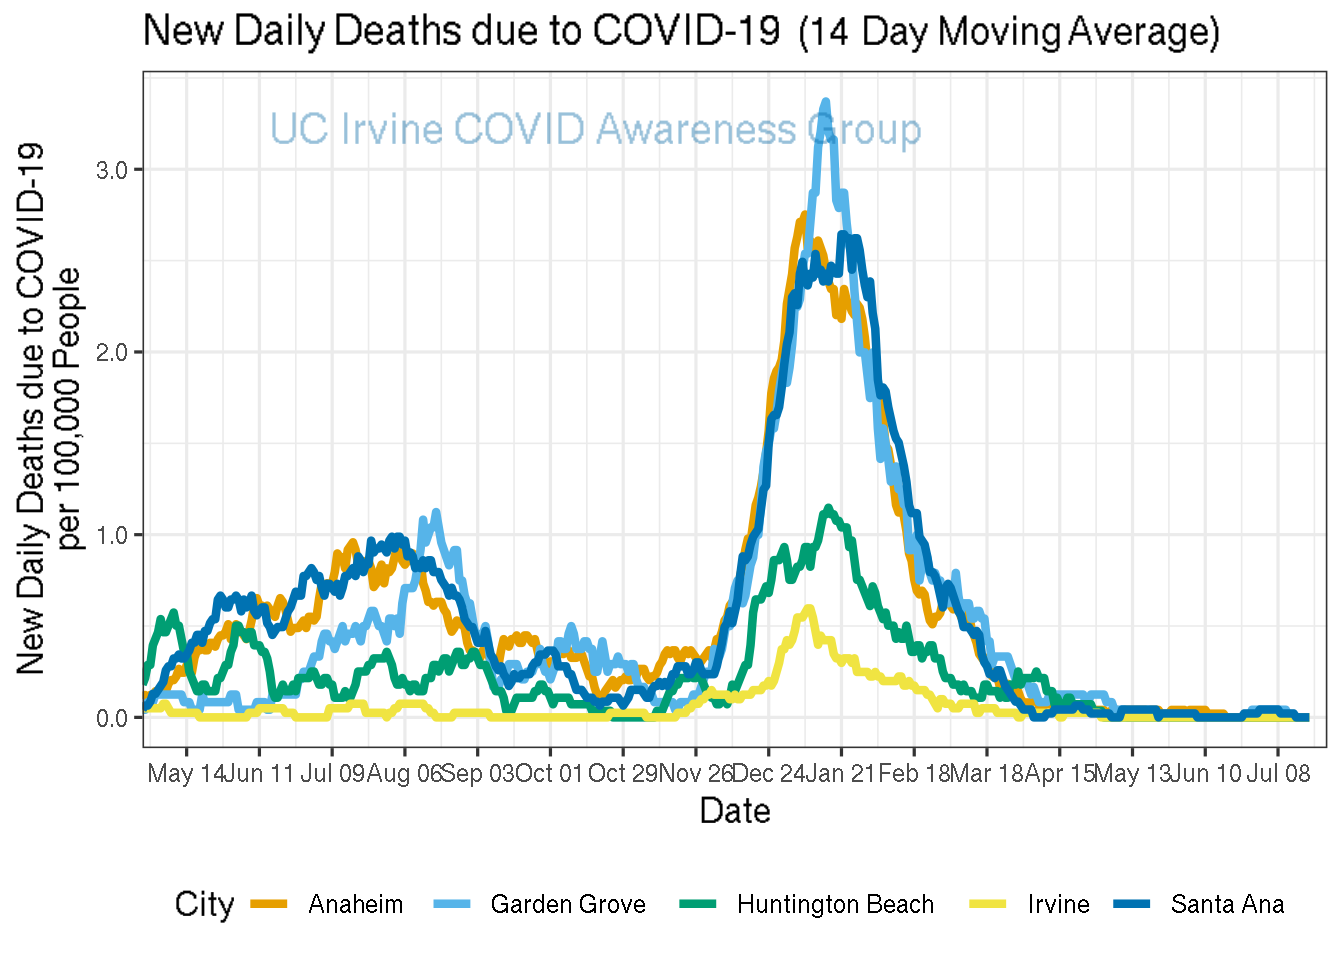 New Daily Deaths due to COVID-19 (14 Day Moving Average)
UC Irvine COVID Awareness Group
New Daily Deaths due to COVID-19
per 100,000 People
3.0
2.0
1.0
0.0
May 14 Jun 11 Jul 09 Aug 06 Sep 03 Oct 01 Oct 29 Nov 26 Dec 24 Jan 21 Feb 18 Mar 18 Apr 15 May 13 Jun 10 Jul 08
Date
City Anaheim Garden Grove Huntington Beach Irvine Santa Ana